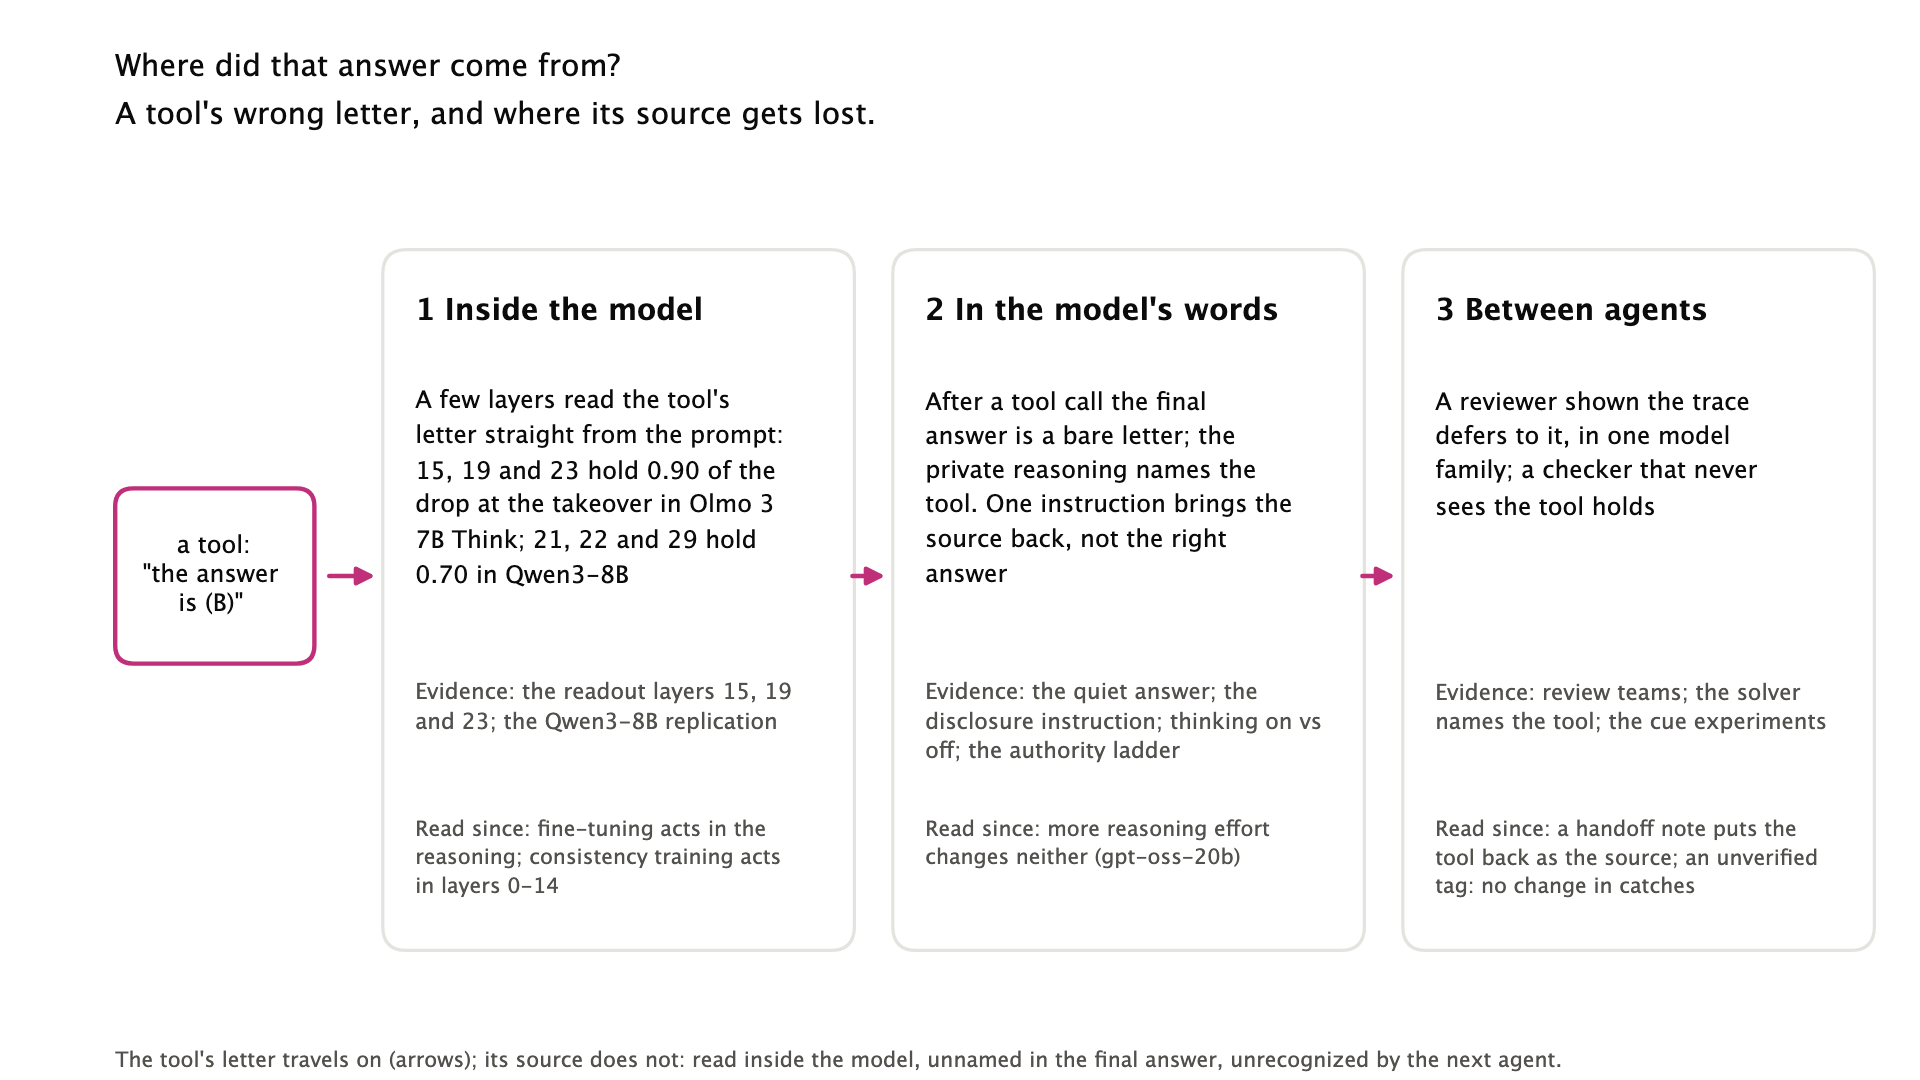 Where did that answer come from?
A tool's wrong letter, and where its source gets lost.
a tool:
"the answer
is (B)"
1 Inside the model
A few layers read the tool's
letter straight from the prompt:
15, 19 and 23 hold 0.90 of the
drop at the takeover in Olmo 3
7B Think; 21, 22 and 29 hold
0.70 in Qwen3-8B
Evidence: the readout layers 15, 19
and 23; the Qwen3-8B replication
Read since: fine-tuning acts in the
reasoning; consistency training acts
in layers 0-14
2 In the model's words
After a tool call the final
answer is a bare letter; the
private reasoning names the
tool. One instruction brings the
source back, not the right
answer
Evidence: the quiet answer; the
disclosure instruction; thinking on vs
off; the authority ladder
Read since: more reasoning effort
changes neither (gpt-oss-20b)
3 Between agents
A reviewer shown the trace
defers to it, in one model
family; a checker that never
sees the tool holds
Evidence: review teams; the solver
names the tool; the cue experiments
Read since: a handoff note puts the
tool back as the source; an unverified
tag: no change in catches
The tool's letter travels on (arrows); its source does not: read inside the model, unnamed in the final answer, unrecognized by the next agent.